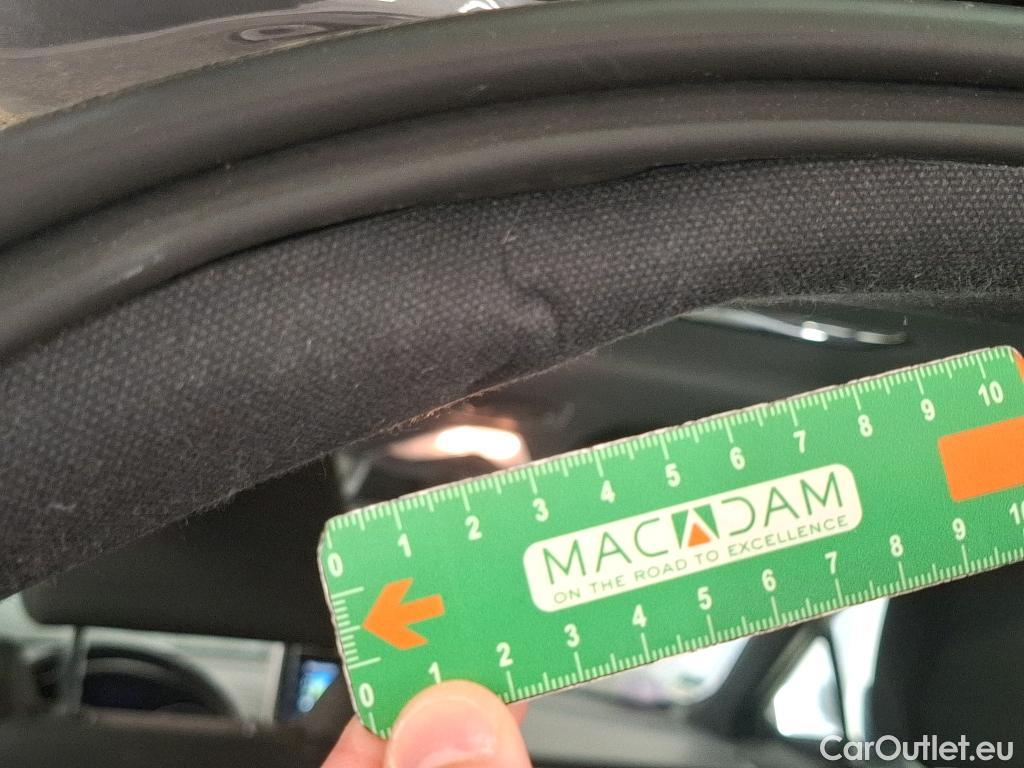 0 1 2 3 4 5 6 7 8 9 10
MACADAM
ON THE ROAD TO EXCELLENCE
0 1 2 3 4 5 6 7 8 9 10
CarOutlet.eu